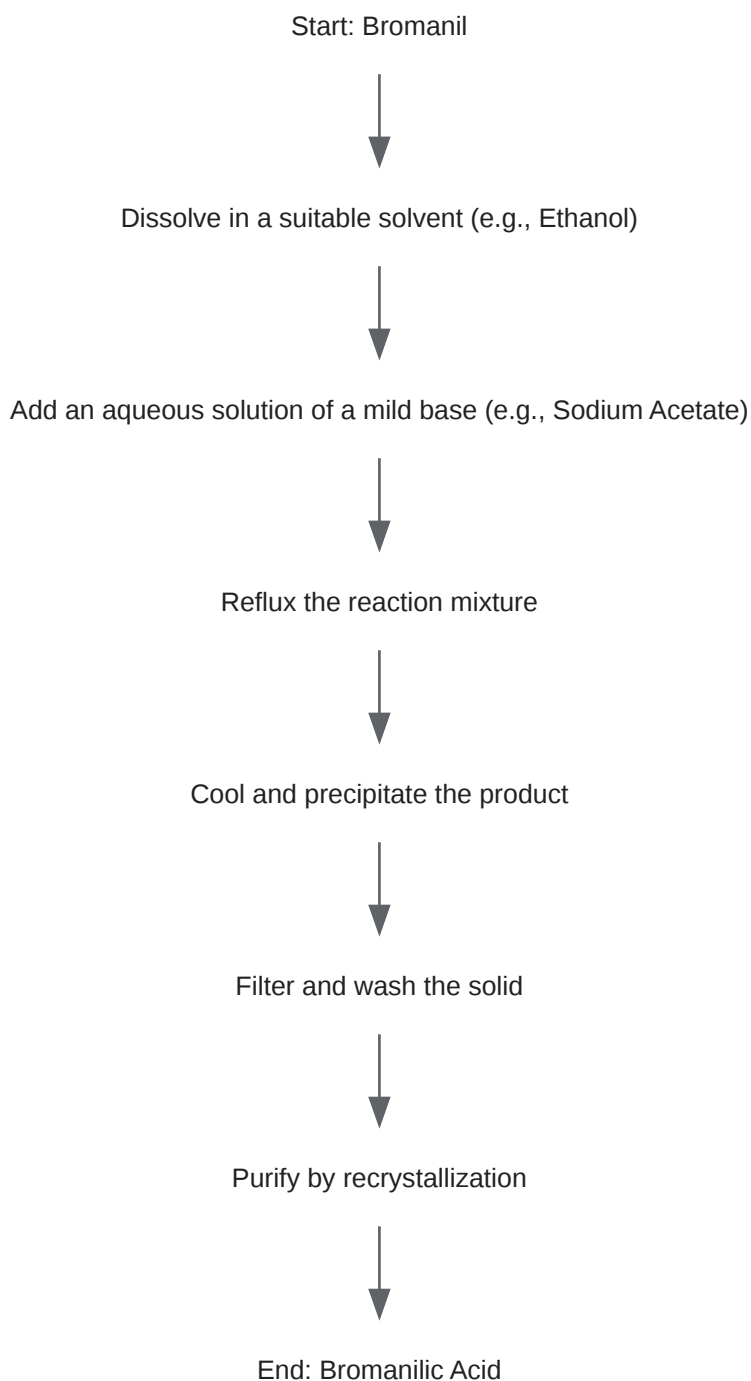 Start: Bromanil
Dissolve in a suitable solvent (e.g., Ethanol)
Add an aqueous solution of a mild base (e.g., Sodium Acetate)
Reflux the reaction mixture
Cool and precipitate the product
Filter and wash the solid
Purify by recrystallization
End: Bromanilic Acid